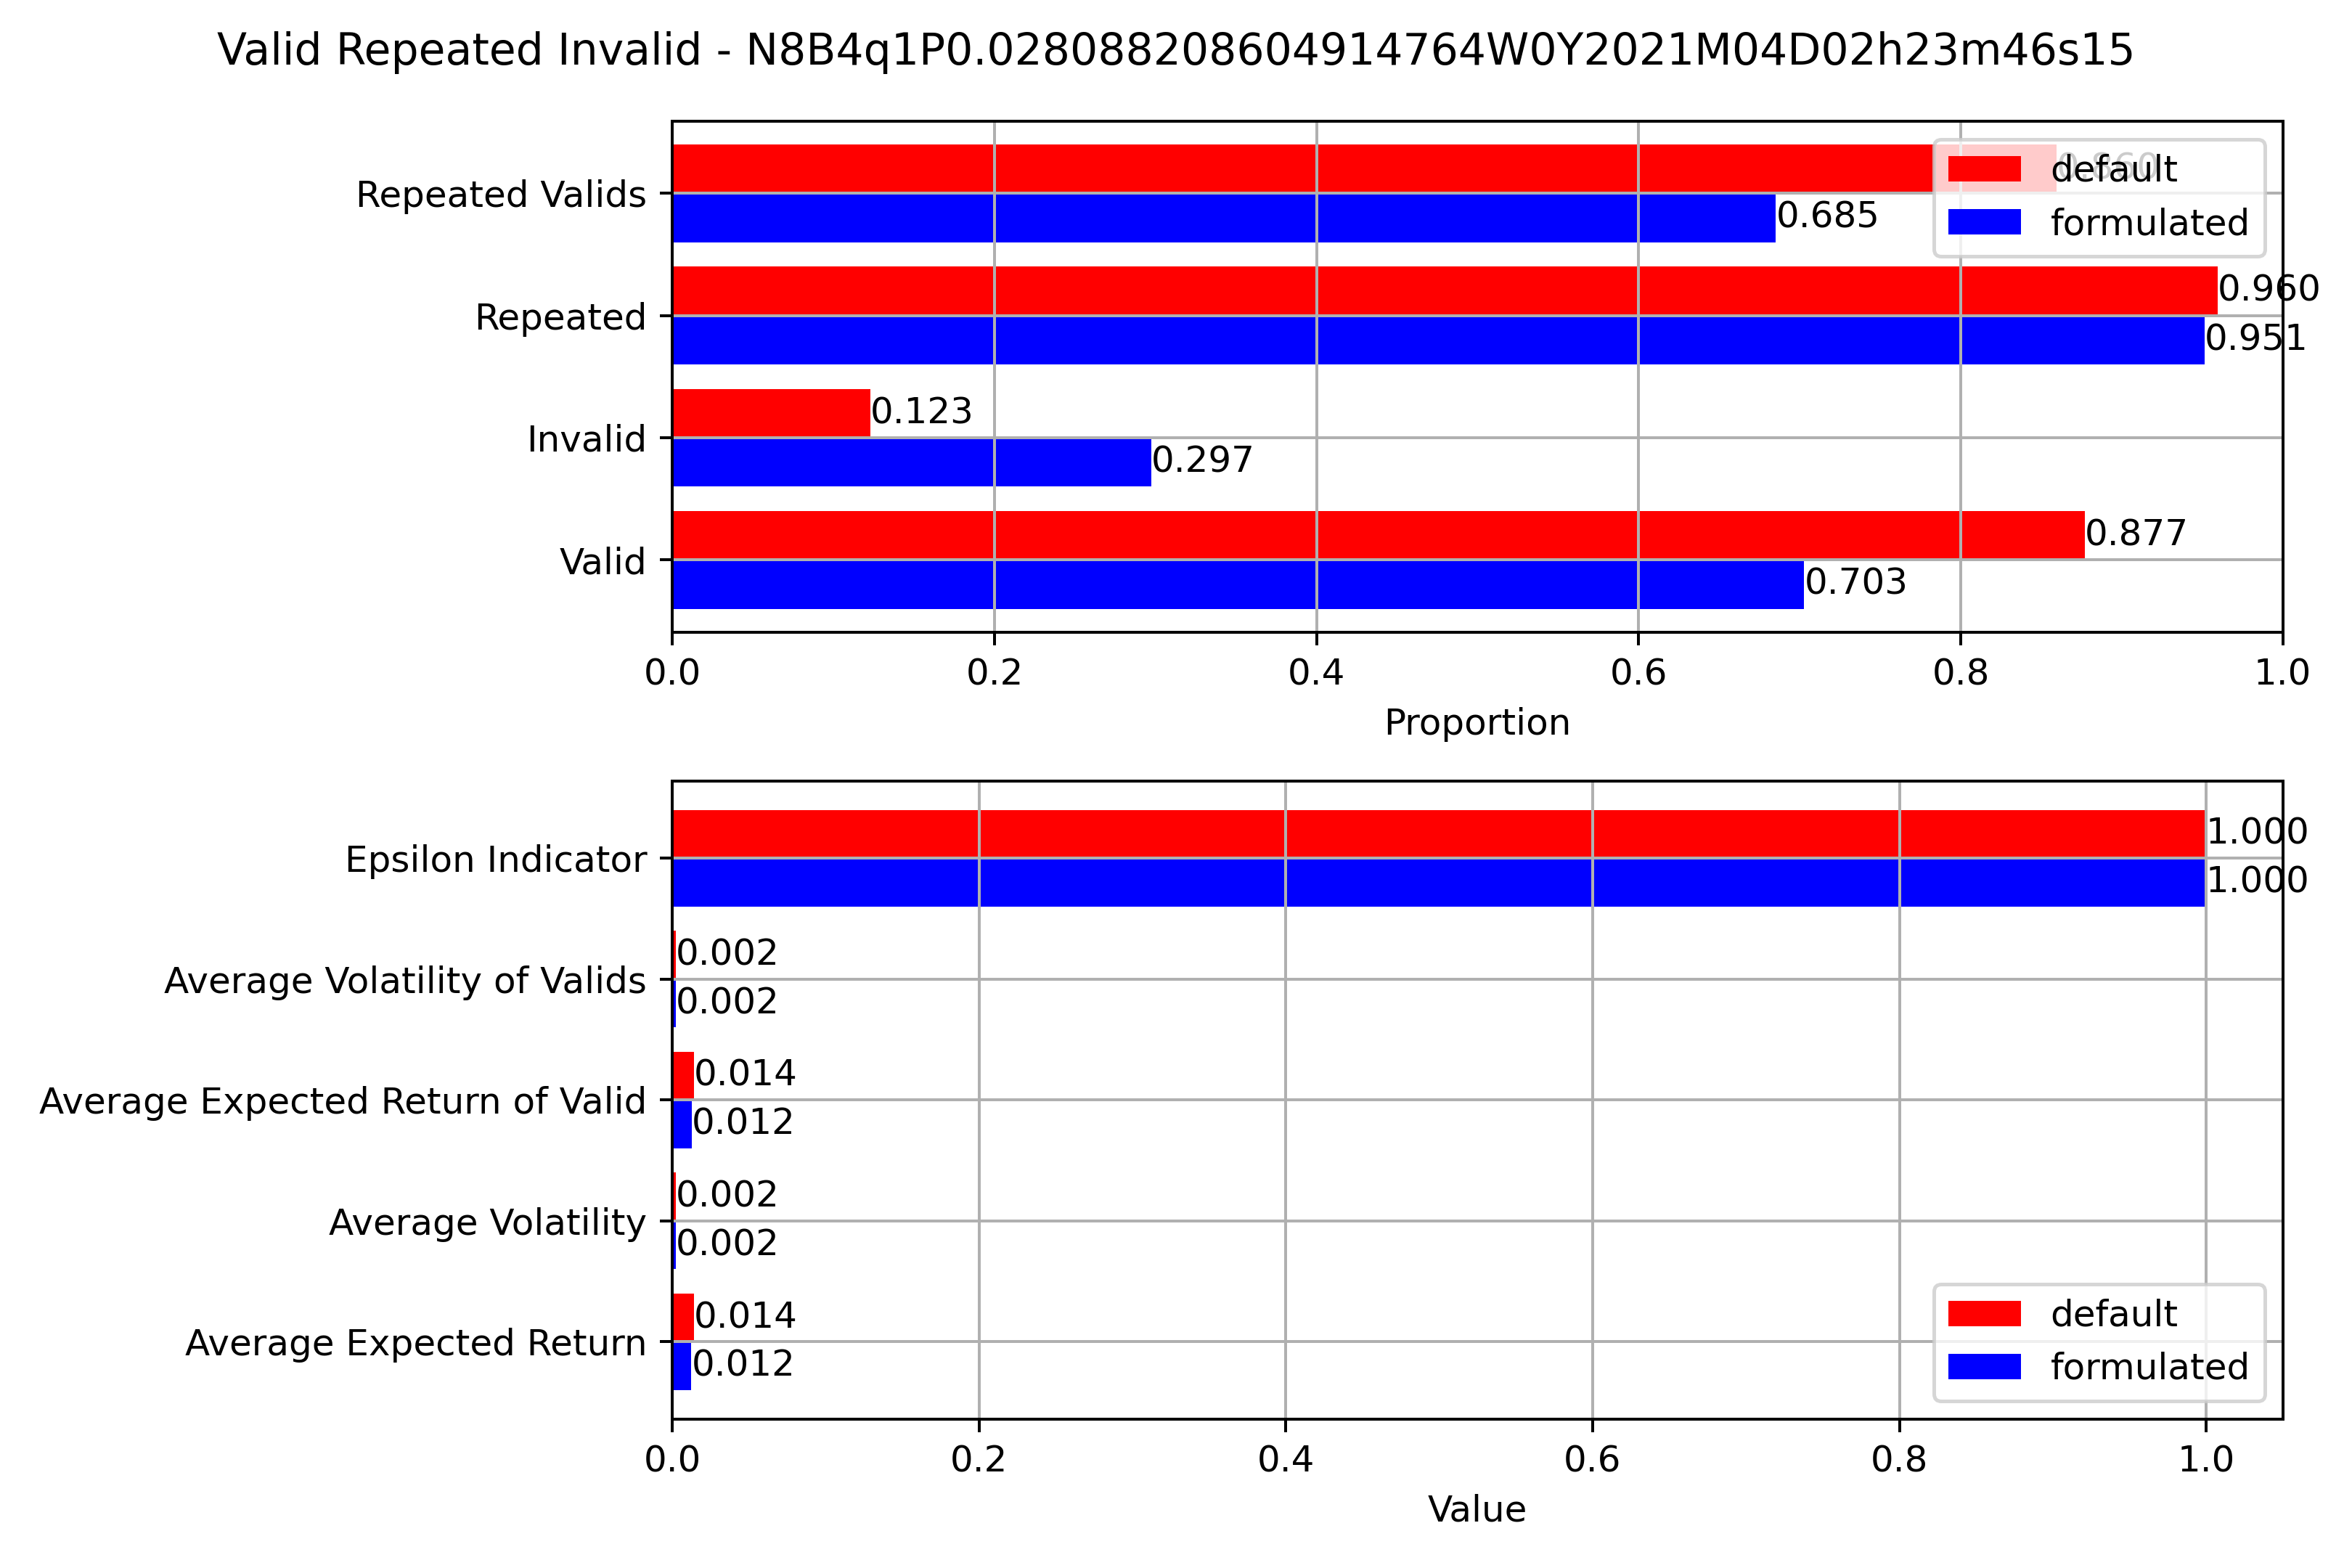 Valid Repeated Invalid - N8B4q1P0.028088208604914764W0Y2021M04D02h23m46s15
Repeated Valids
0.860
default
0.685
formulated
Repeated
0.960
0.951
Invalid
0.123
0.297
Valid
0.877
0.703
0.0 0.2 0.4 0.6 0.8 1.0
Proportion
Epsilon Indicator
1.000
1.000
Average Volatility of Valids
0.002
0.002
Average Expected Return of Valid
0.014
0.012
Average Volatility
0.002
0.002
Average Expected Return
0.014
0.012
default
formulated
0.0 0.2 0.4 0.6 0.8 1.0
Value